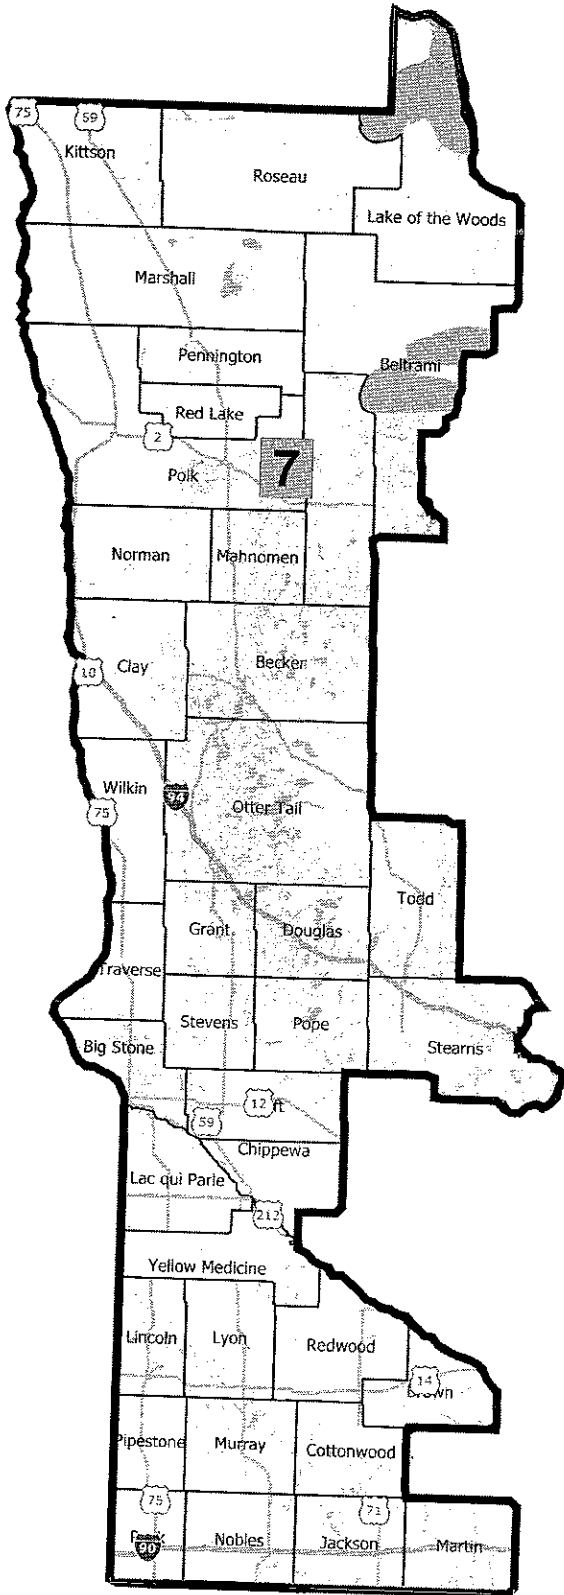 75
59
Kittson
Roseau
Lake of the Woods
Marshall
Pennington
Beltrami
Red Lake
2
7
Polk
Norman
Mahnomen
10
Clay
Becker
Wilkin
94
75
Otter Tail
Todd
Grant
Douglas
Traverse
Stevens
Pope
Big Stone
Stearns
12
ft
59
Chippewa
Lac qui Parle
212
Yellow Medicine
Lincoln
Lyon
Redwood
14
Pipestone
Murray
Cottonwood
75
71
90
Nobles
Jackson
Martin